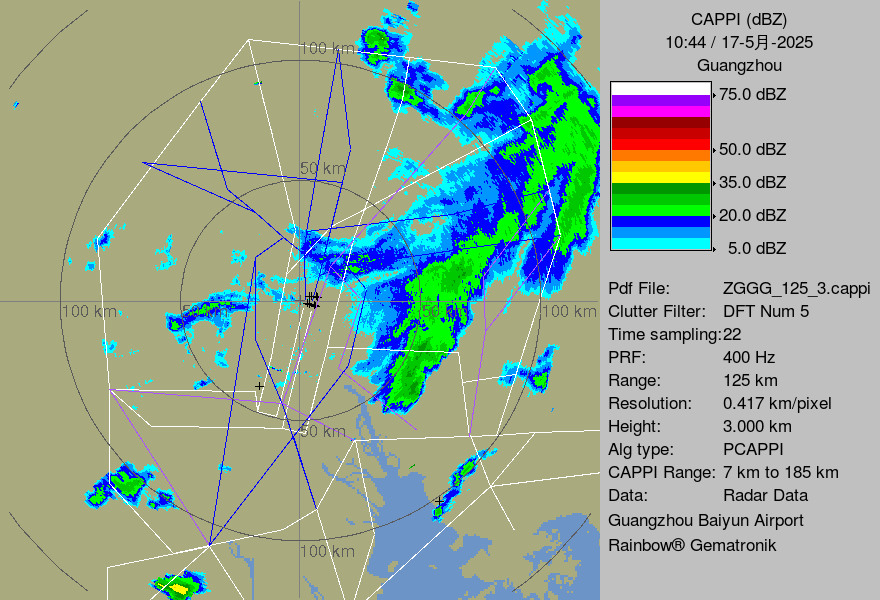 CAPPI (dBZ)
10:44 / 17-5月-2025
Guangzhou
75.0 dBZ
50.0 dBZ
35.0 dBZ
20.0 dBZ
5.0 dBZ
Pdf File: ZGGG_125_3.cappi
Clutter Filter: DFT Num 5
Time sampling:22
PRF: 400 Hz
Range: 125 km
Resolution: 0.417 km/pixel
Height: 3.000 km
Alg type: PCAPPI
CAPPI Range: 7 km to 185 km
Data: Radar Data
Guangzhou Baiyun Airport
Rainbow® Gematronik
100 km
50 km
100 km 50 km 50 km 100 km
50 km
100 km